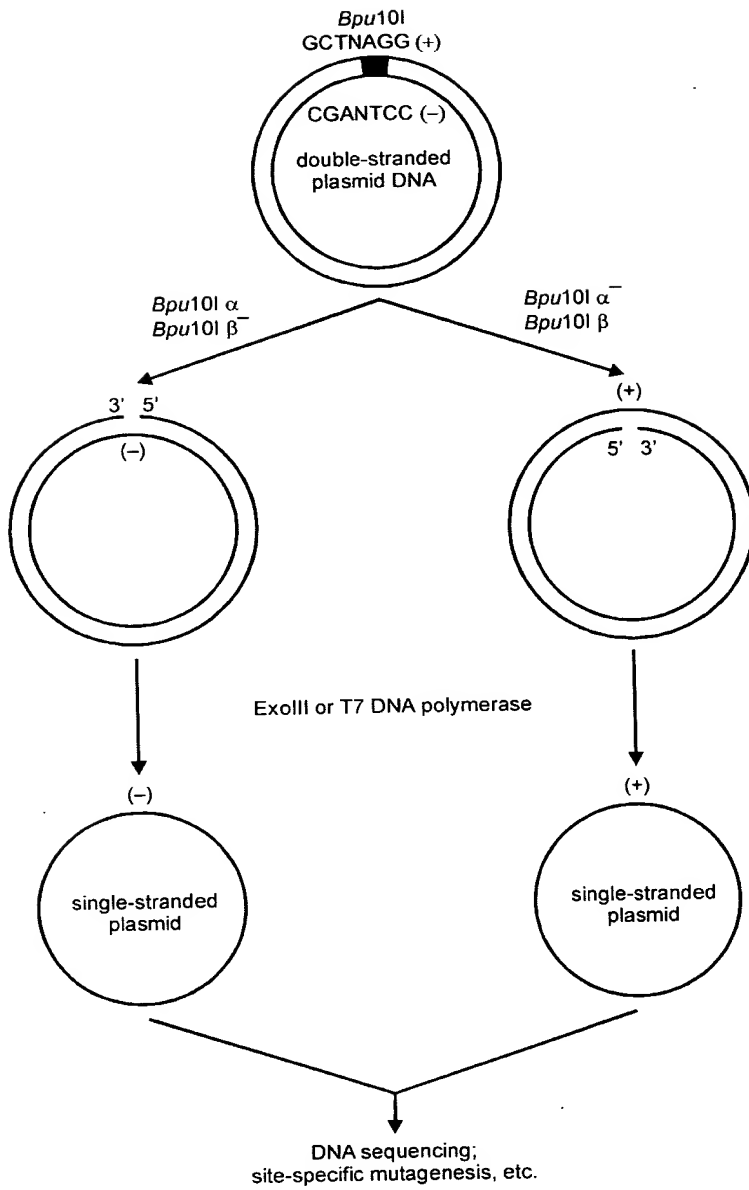 Bpu10I
GCTNAGG (+)
CGANTCC (−)
double-stranded
plasmid DNA
Bpu10I α
Bpu10I β⁻
Bpu10I α⁻
Bpu10I β
3' 5'
(−)
(+)
5' 3'
ExoIII or T7 DNA polymerase
(−)
single-stranded
plasmid
(+)
single-stranded
plasmid
DNA sequencing;
site-specific mutagenesis, etc.